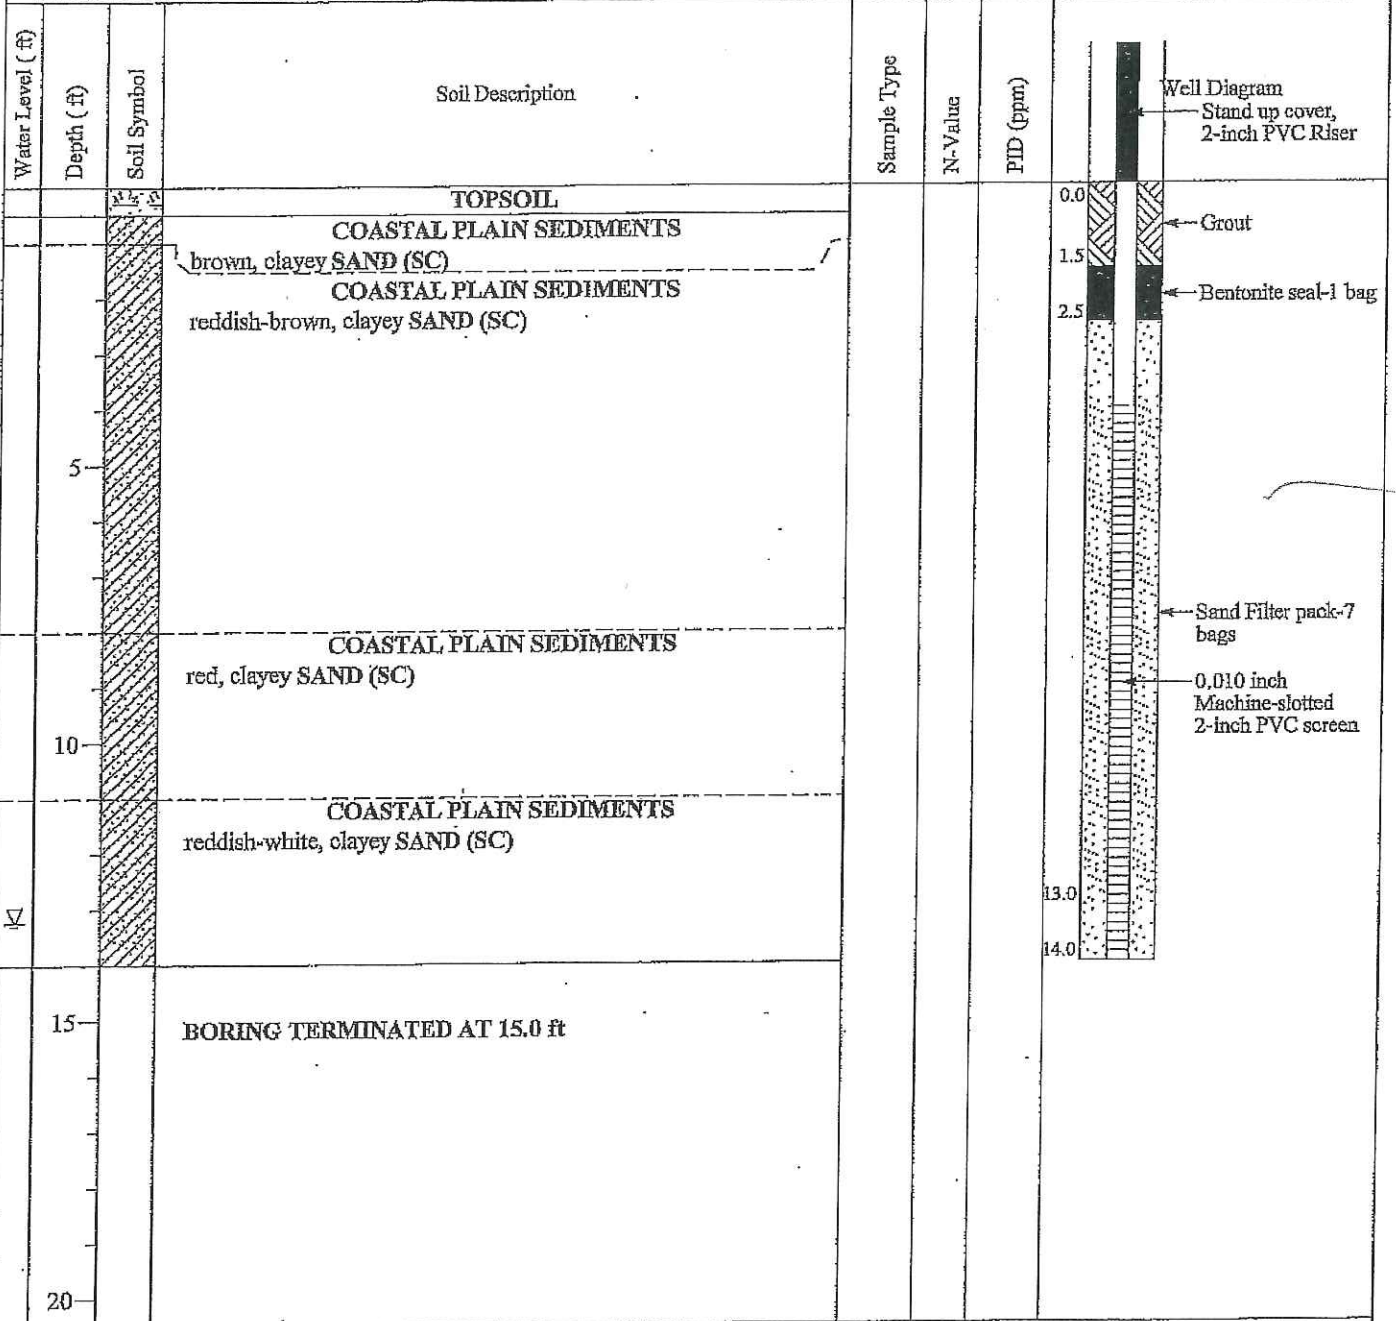 Water Level ( ft)
Depth ( ft)
Soil Symbol
Soil Description
Sample Type
N-Value
PID (ppm)
Well Diagram
Stand up cover,
2-inch PVC Riser
TOPSOIL
0.0
COASTAL PLAIN SEDIMENTS
Grout
brown, clayey SAND (SC)
1.5
COASTAL PLAIN SEDIMENTS
Bentonite seal-1 bag
reddish-brown, clayey SAND (SC)
2.5
5
Sand Filter pack-7
bags
COASTAL PLAIN SEDIMENTS
red, clayey SAND (SC)
0.010 inch
Machine-slotted
2-inch PVC screen
10
COASTAL PLAIN SEDIMENTS
reddish-white, clayey SAND (SC)
13.0
14.0
15
BORING TERMINATED AT 15.0 ft
20